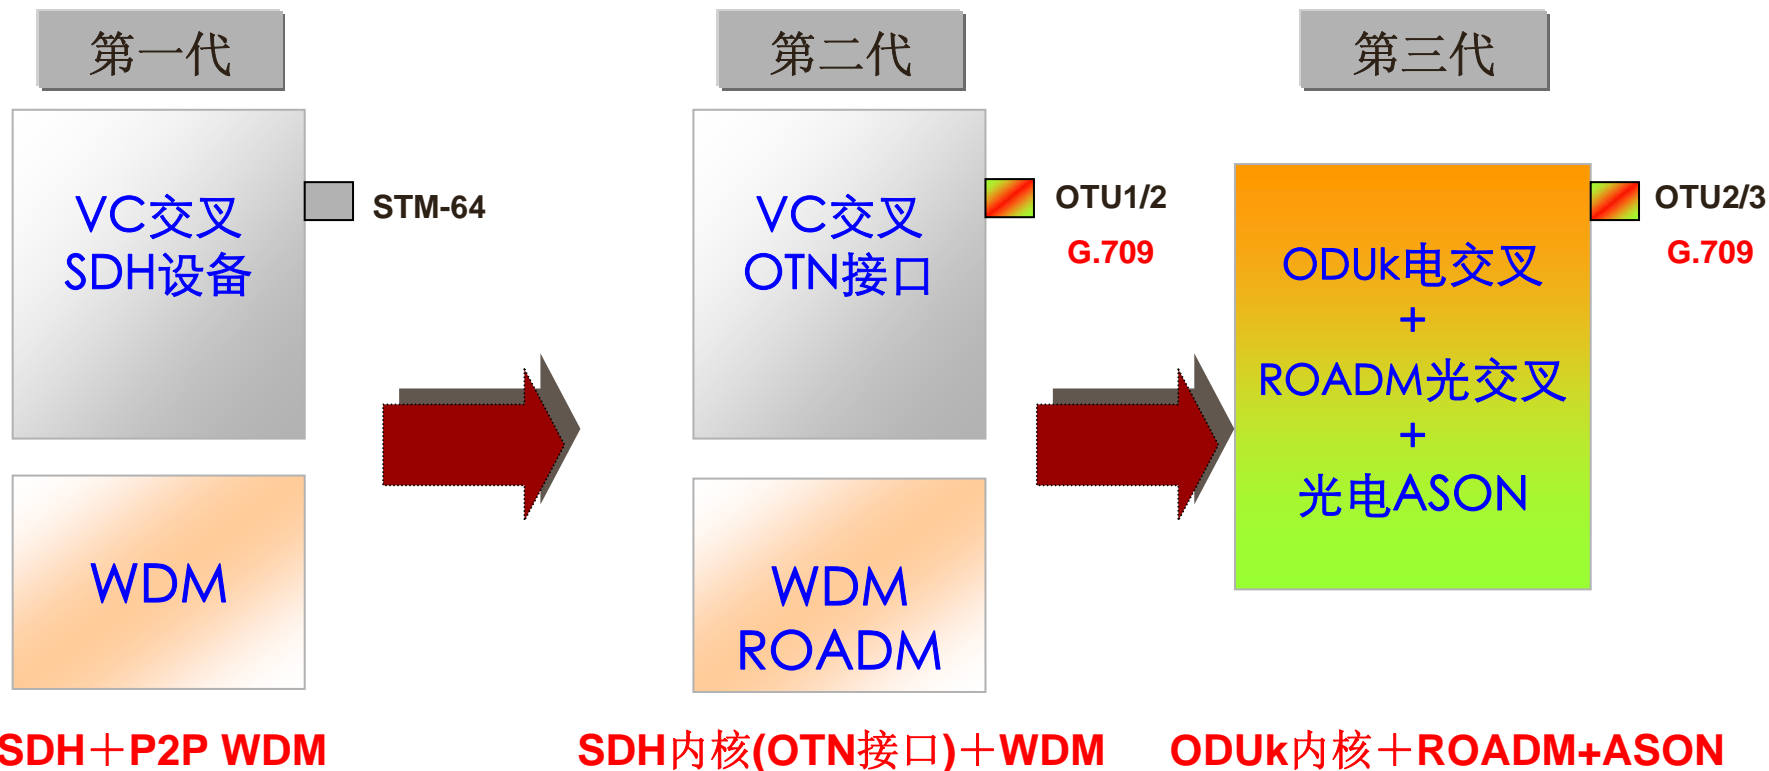 第一代
VC交叉
SDH设备
STM-64
WDM
SDH＋P2P WDM
第二代
VC交叉
OTN接口
OTU1/2
G.709
WDM
ROADM
SDH内核(OTN接口)＋WDM
第三代
ODUk电交叉
+
ROADM光交叉
+
光电ASON
OTU2/3
G.709
ODUk内核＋ROADM+ASON